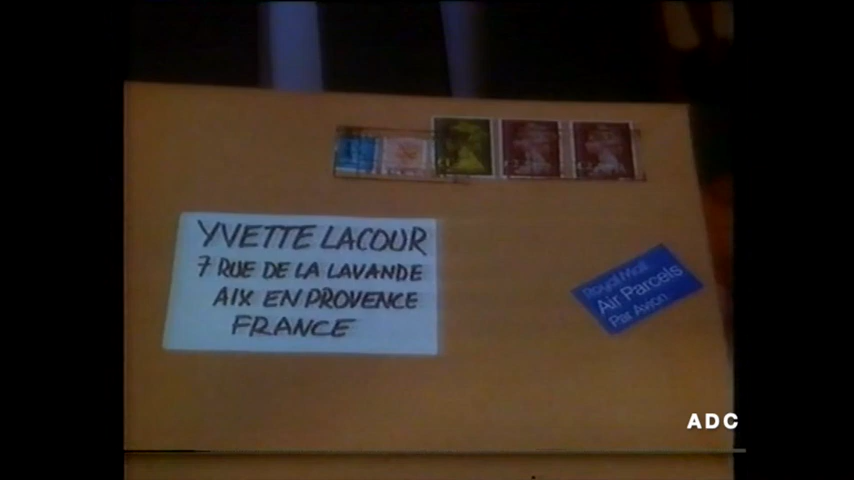 YVETTE LACOUR
7 RUE DE LA LAVANDE
AIX EN PROVENCE
FRANCE
Royal Mail
Air Parcels
Par Avion
ADC